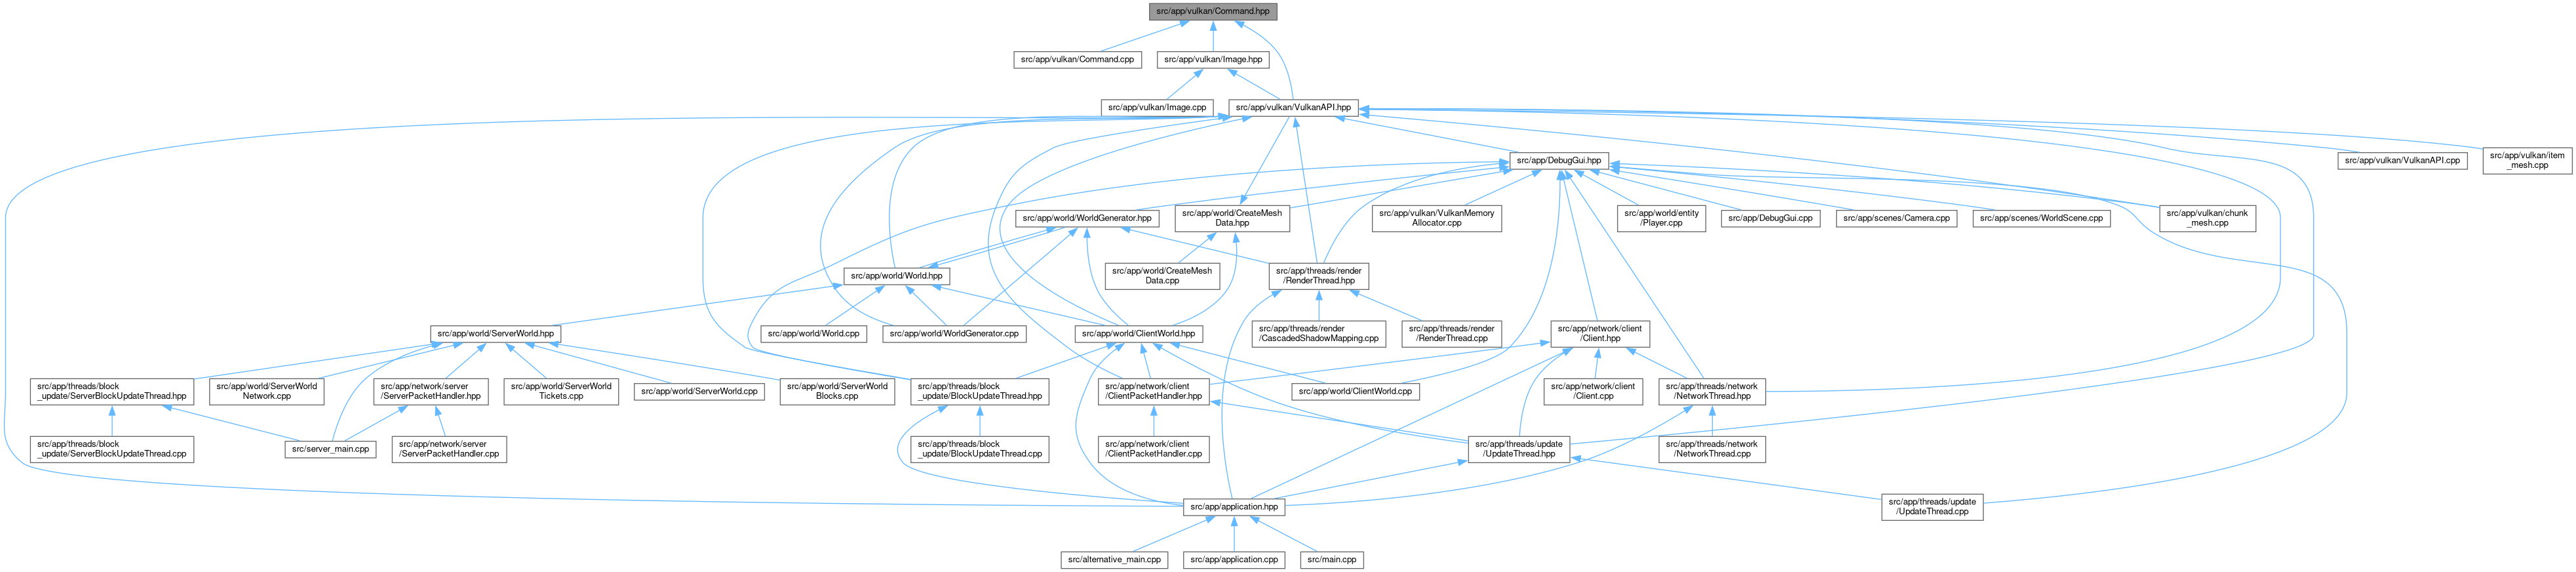 src/app/vulkan/Command.hpp
src/app/vulkan/Command.cpp
src/app/vulkan/Image.hpp
src/app/vulkan/Image.cpp
src/app/vulkan/VulkanAPI.hpp
src/app/DebugGui.hpp
src/app/vulkan/VulkanAPI.cpp
src/app/vulkan/item
_mesh.cpp
src/app/world/WorldGenerator.hpp
src/app/world/CreateMesh
Data.hpp
src/app/vulkan/VulkanMemory
Allocator.cpp
src/app/world/entity
/Player.cpp
src/app/DebugGui.cpp
src/app/scenes/Camera.cpp
src/app/scenes/WorldScene.cpp
src/app/vulkan/chunk
_mesh.cpp
src/app/world/World.hpp
src/app/world/CreateMesh
Data.cpp
src/app/threads/render
/RenderThread.hpp
src/app/world/ServerWorld.hpp
src/app/world/World.cpp
src/app/world/WorldGenerator.cpp
src/app/world/ClientWorld.hpp
src/app/threads/render
/CascadedShadowMapping.cpp
src/app/threads/render
/RenderThread.cpp
src/app/network/client
/Client.hpp
src/app/threads/block
_update/ServerBlockUpdateThread.hpp
src/app/world/ServerWorld
Network.cpp
src/app/network/server
/ServerPacketHandler.hpp
src/app/world/ServerWorld
Tickets.cpp
src/app/world/ServerWorld.cpp
src/app/world/ServerWorld
Blocks.cpp
src/app/threads/block
_update/BlockUpdateThread.hpp
src/app/network/client
/ClientPacketHandler.hpp
src/app/world/ClientWorld.cpp
src/app/network/client
/Client.cpp
src/app/threads/network
/NetworkThread.hpp
src/app/threads/block
_update/ServerBlockUpdateThread.cpp
src/server_main.cpp
src/app/network/server
/ServerPacketHandler.cpp
src/app/threads/block
_update/BlockUpdateThread.cpp
src/app/network/client
/ClientPacketHandler.cpp
src/app/threads/update
/UpdateThread.hpp
src/app/threads/network
/NetworkThread.cpp
src/app/application.hpp
src/app/threads/update
/UpdateThread.cpp
src/alternative_main.cpp
src/app/application.cpp
src/main.cpp